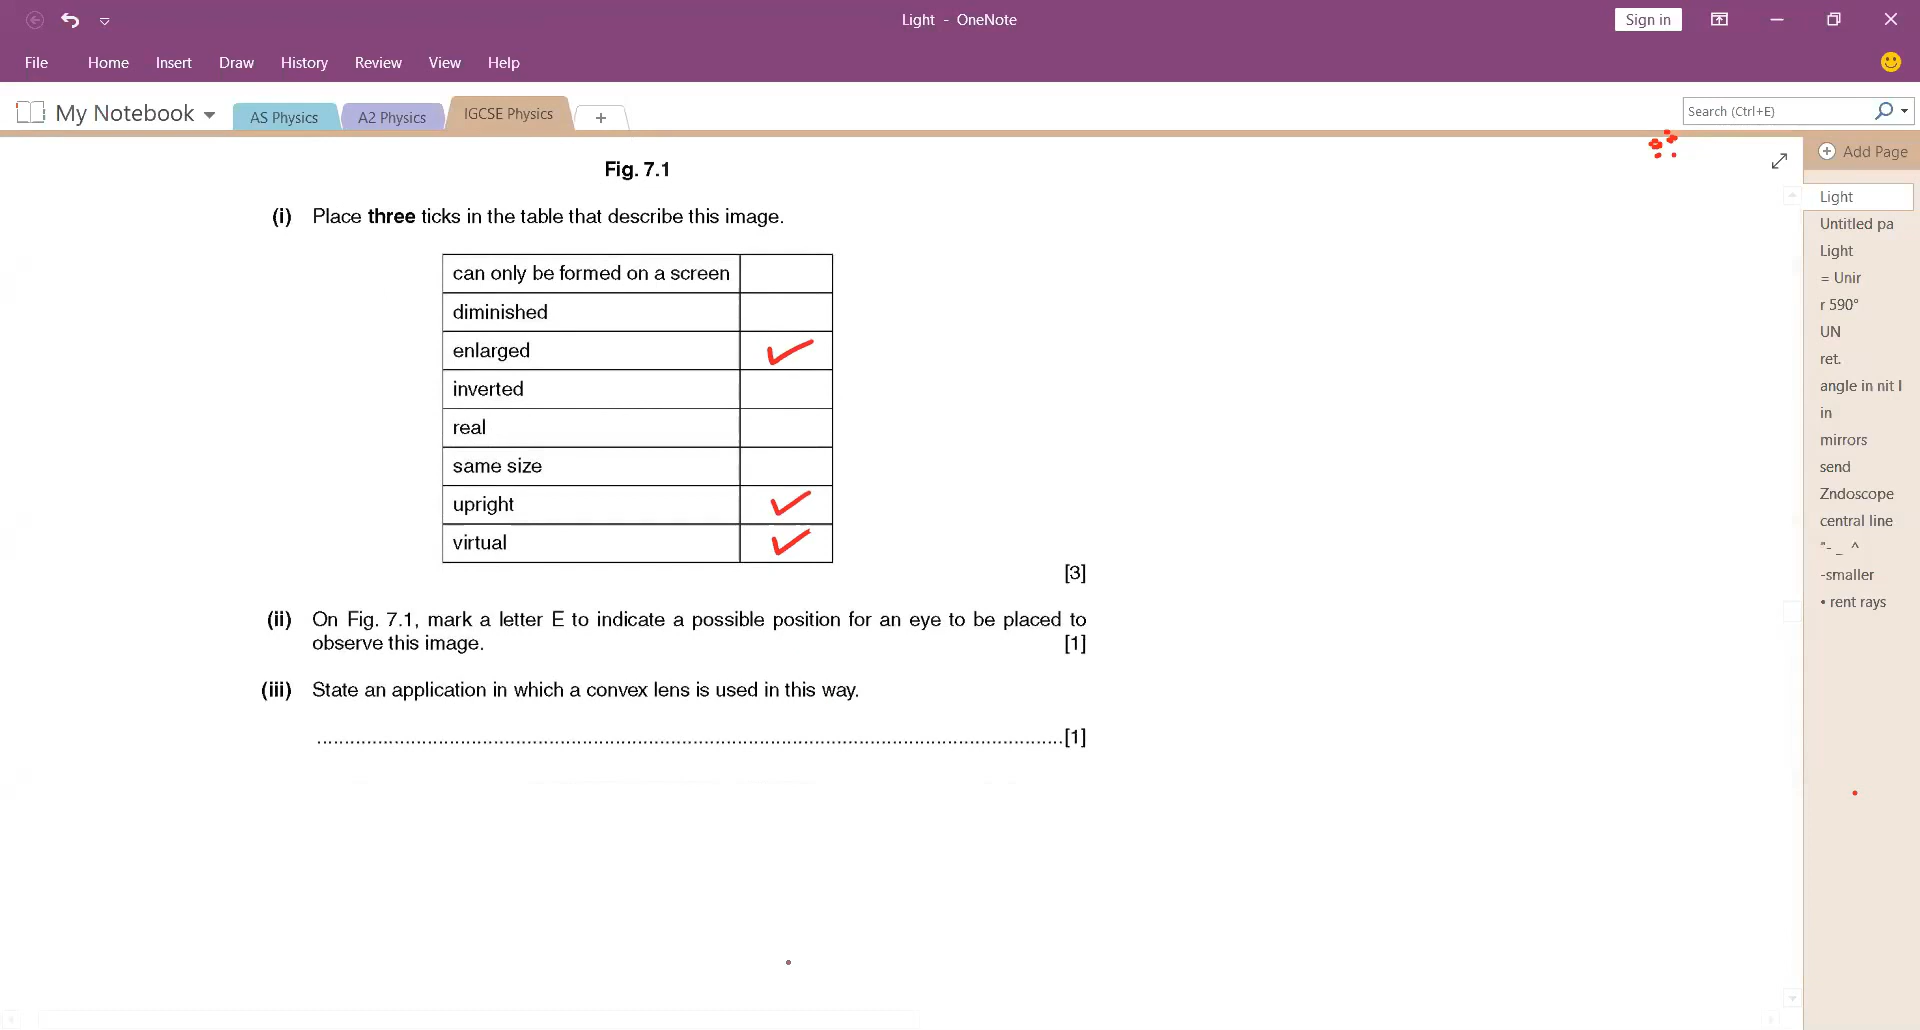 Light - OneNote
Sign in
File Home Insert Draw History Review View Help
My Notebook
AS Physics
A2 Physics
IGCSE Physics
+
Search (Ctrl+E)
Add Page
Fig. 7.1
(i) Place three ticks in the table that describe this image.
can only be formed on a screen
diminished
enlarged
inverted
real
same size
upright
virtual
[3]
(ii) On Fig. 7.1, mark a letter E to indicate a possible position for an eye to be placed to
observe this image. [1]
(iii) State an application in which a convex lens is used in this way.
[1]
Light
Untitled pa
Light
= Unir
r 590°
UN
ret.
angle in nit I
in
mirrors
send
Zndoscope
central line
"- _ ^
-smaller
• rent rays